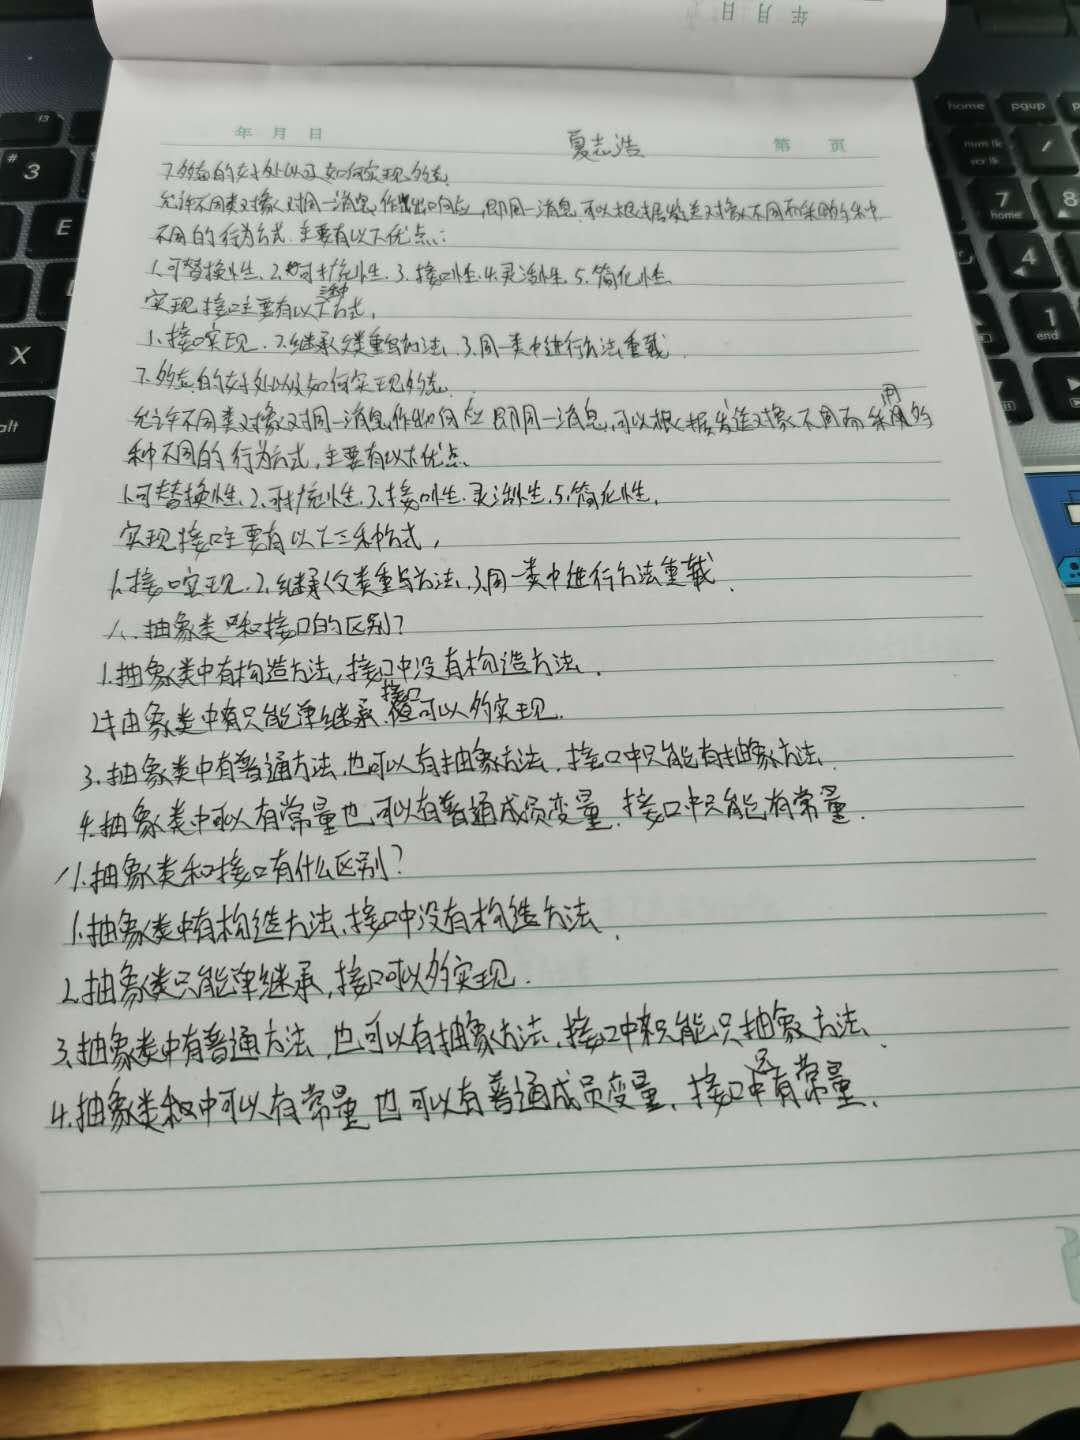 年 月 日
年 月 日 夏志浩 第 页
7.多态的好处以及如何实现多态
允许不同类对象对同一消息作出响应,即同一消息可以根据发送对象不同而采用多种
不同的行为方式.主要有以下优点:
1.可替换性、2.可扩充性.3.接口性.4.灵活性.5.简化性
实现接口主要有以下三种方式,
1.接口实现.2.继承父类重写方法.3.同一类中进行方法重载
7.多态的好处以及如何实现多态
允许不同类对象对同一消息作出响应 即同一消息,可以根据发送对象不同而采用多
种不同的行为方式,主要有以下优点
1.可替换性.2.可扩充性.3.接口性.灵活性.5.简化性.
实现接口主要有以下三种方式,
1.接口实现.2.继承父类重写方法.3.同一类中进行方法重载.
八.抽象类和接口的区别?
1.抽象类中有构造方法,接口中没有构造方法.
2.抽象类中有只能单继承 接口可以多实现.
3.抽象类中有普通方法,也可以有抽象方法.接口中只能有抽象方法.
4.抽象类中可以有常量也可以有普通成员变量.接口中只能有常量.
八.抽象类和接口有什么区别?
1.抽象类中有构造方法,接口中没有构造方法.
2.抽象类只能单继承,接口可以多实现.
3.抽象类中有普通方法,也可以有抽象方法.接口中只能只抽象方法.
4.抽象类中可以有常量 也可以有普通成员变量.接口中只有常量.
f3
# 3
E
X
alt
home pgup
num lk scr lk
7 home
8
4
1 end